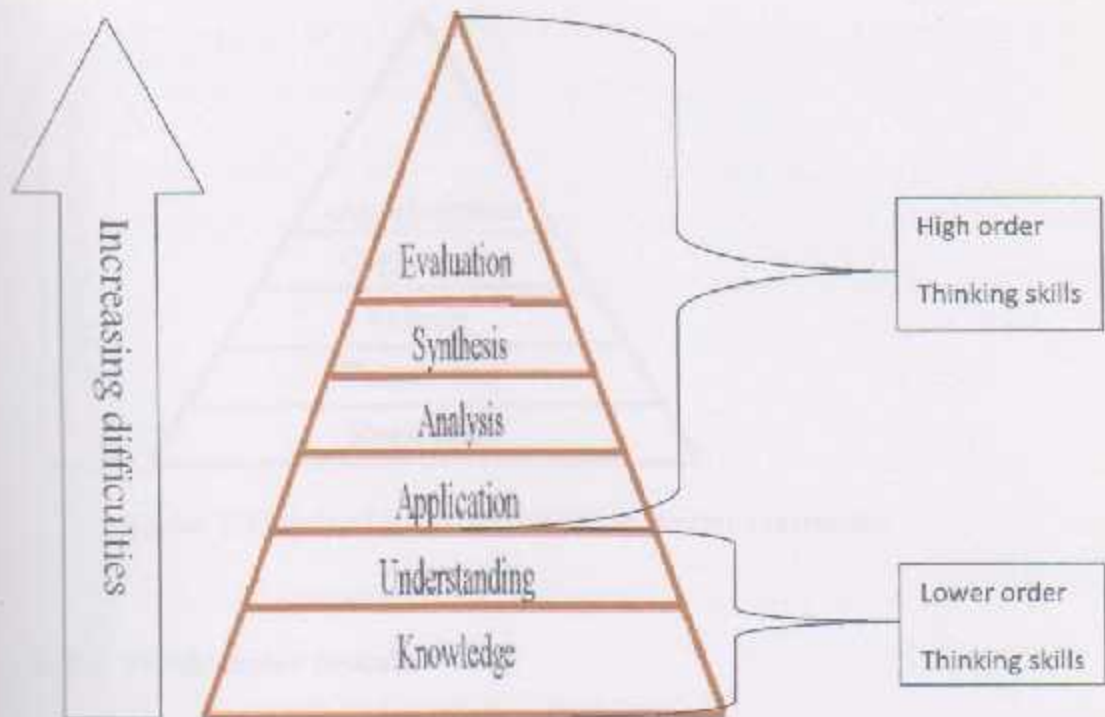 Increasing difficulties
Evaluation
Synthesis
Analysis
Application
Understanding
Knowledge
High order
Thinking skills
Lower order
Thinking skills